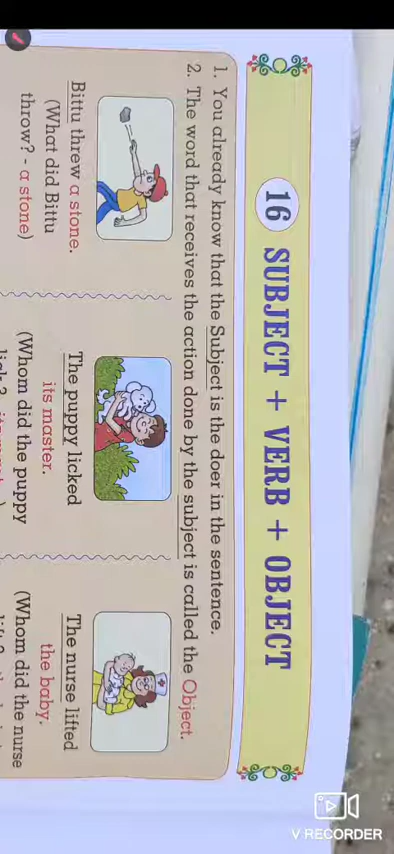 16 SUBJECT + VERB + OBJECT
1. You already know that the Subject is the doer in the sentence.
2. The word that receives the action done by the subject is called the Object.
Bittu threw a stone.
(What did Bittu
throw? - a stone)
The puppy licked
its master.
(Whom did the puppy
The nurse lifted
the baby.
(Whom did the nurse
V RECORDER